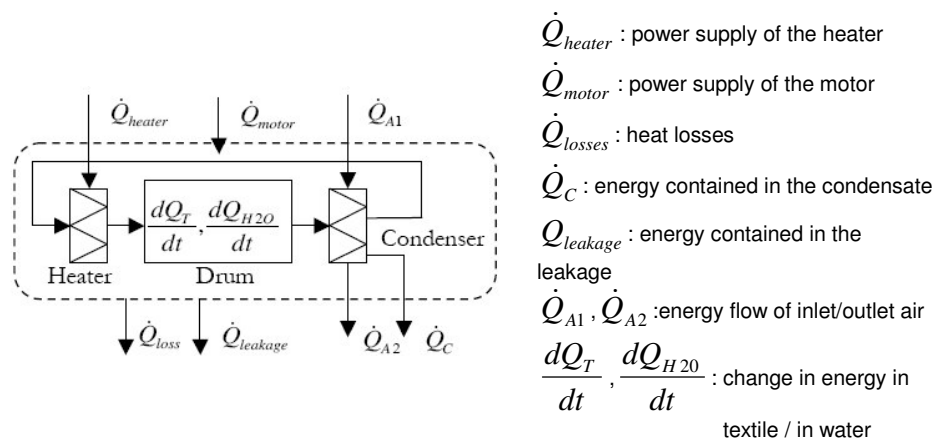 Q̇heater
Q̇motor
Q̇A1
dQT/dt , dQH2O/dt
Condenser
Heater
Drum
Q̇loss
Q̇leakage
Q̇A2
Q̇C
Q̇heater : power supply of the heater
Q̇motor : power supply of the motor
Q̇losses : heat losses
Q̇C : energy contained in the condensate
Qleakage : energy contained in the
leakage
Q̇A1 , Q̇A2 :energy flow of inlet/outlet air
dQT/dt , dQH20/dt : change in energy in
textile / in water